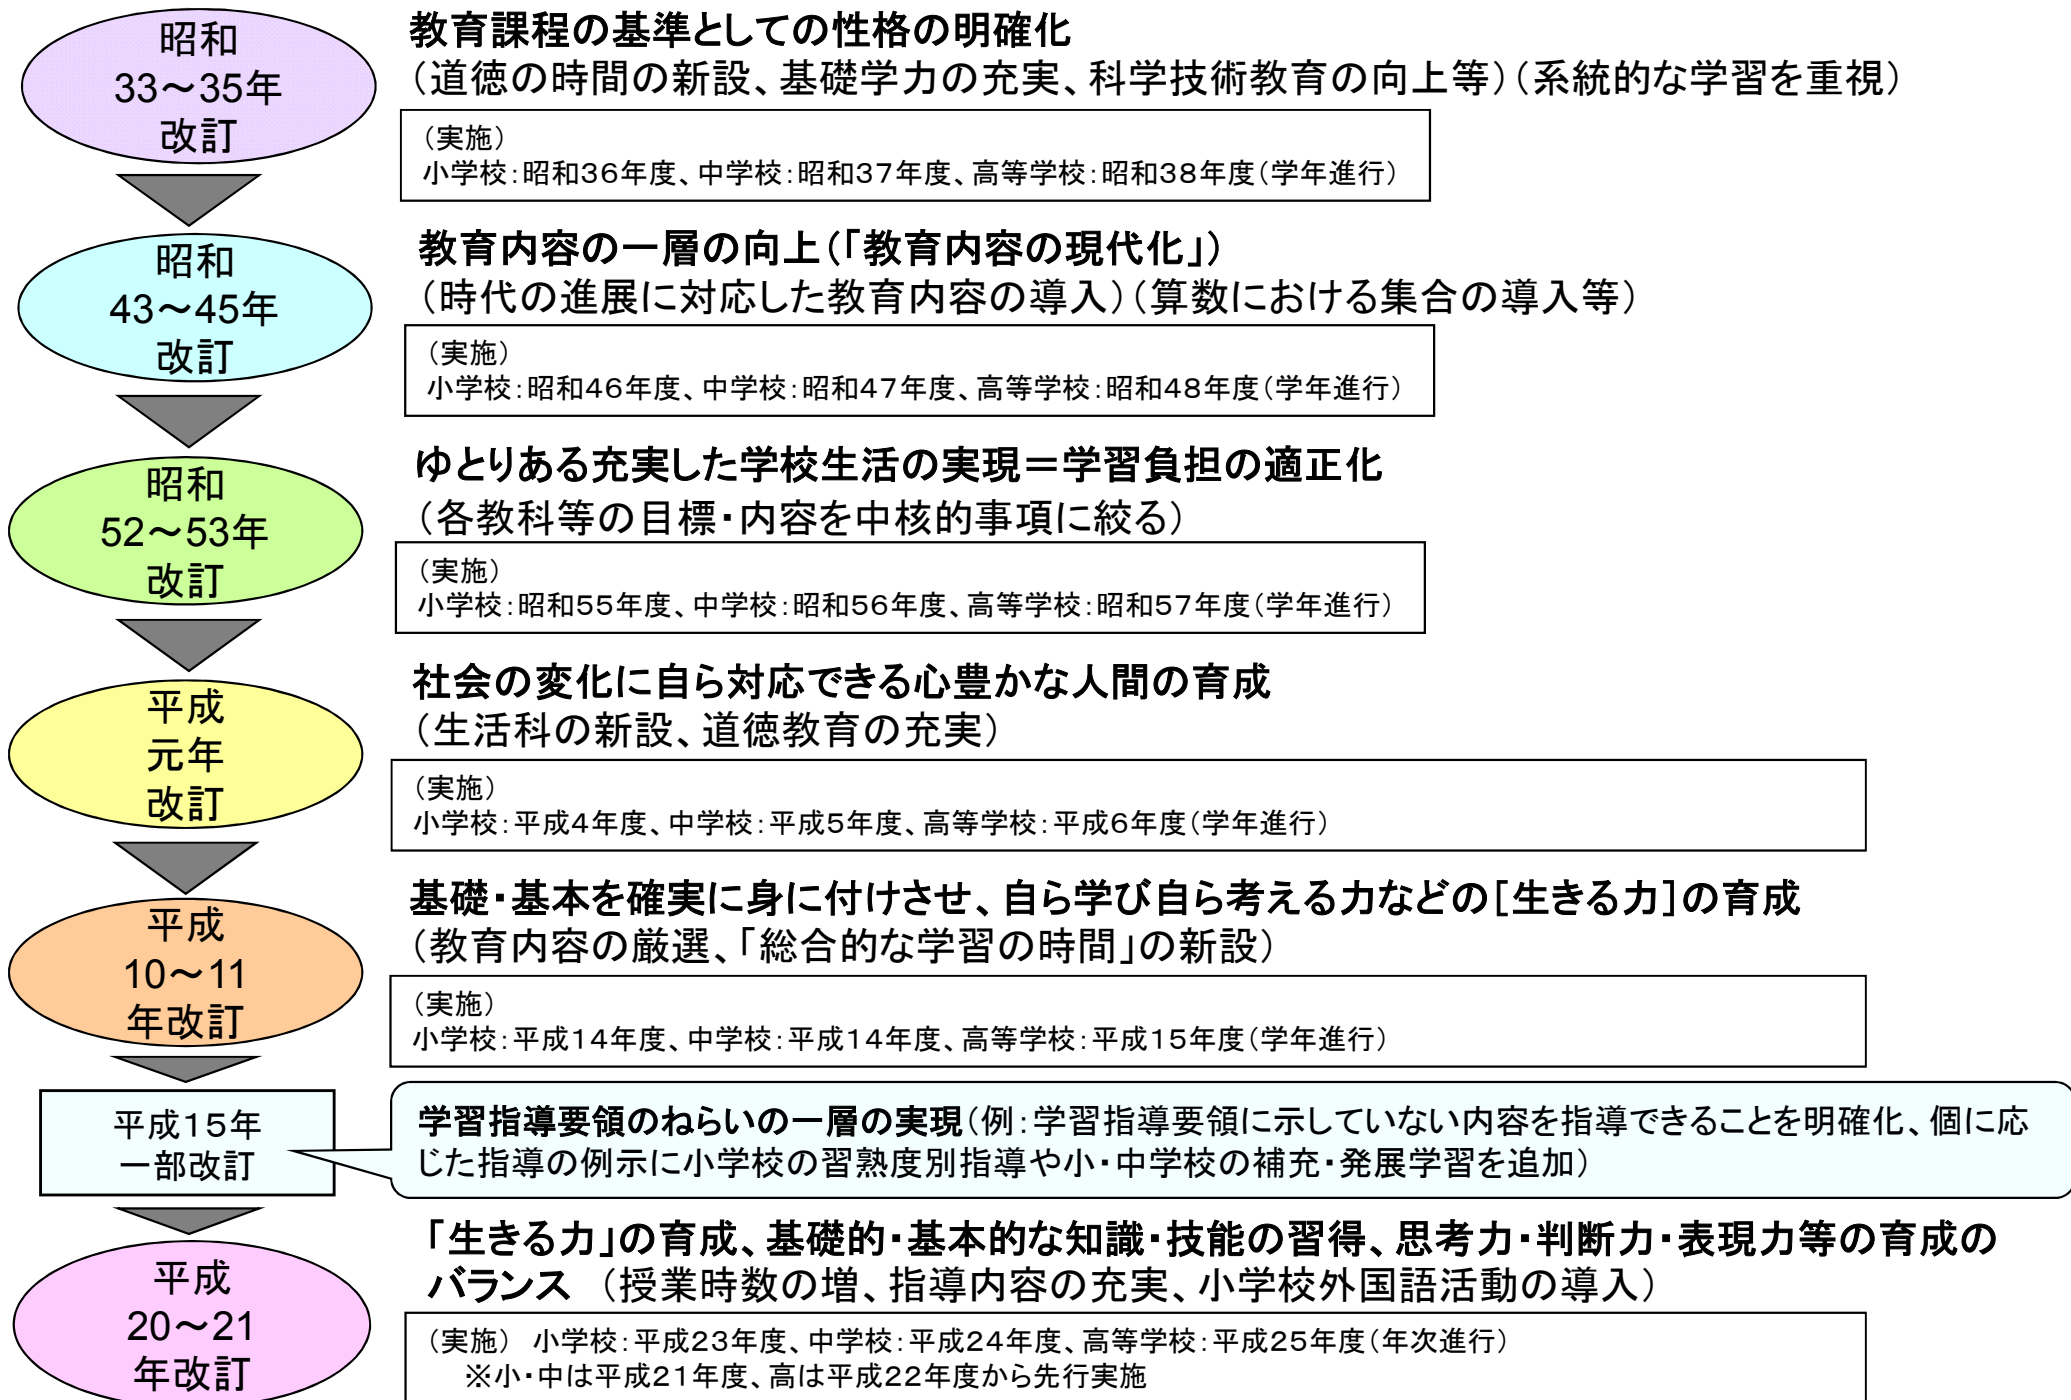 昭和
33～35年
改訂
教育課程の基準としての性格の明確化
（道徳の時間の新設、基礎学力の充実、科学技術教育の向上等）（系統的な学習を重視）
（実施）
小学校：昭和３６年度、中学校：昭和３７年度、高等学校：昭和３８年度（学年進行）
昭和
43～45年
改訂
教育内容の一層の向上（「教育内容の現代化」）
（時代の進展に対応した教育内容の導入）（算数における集合の導入等）
（実施）
小学校：昭和４６年度、中学校：昭和４７年度、高等学校：昭和４８年度（学年進行）
昭和
52～53年
改訂
ゆとりある充実した学校生活の実現＝学習負担の適正化
（各教科等の目標・内容を中核的事項に絞る）
（実施）
小学校：昭和５５年度、中学校：昭和５６年度、高等学校：昭和５７年度（学年進行）
平成
元年
改訂
社会の変化に自ら対応できる心豊かな人間の育成
（生活科の新設、道徳教育の充実）
（実施）
小学校：平成４年度、中学校：平成５年度、高等学校：平成６年度（学年進行）
平成
10～11
年改訂
基礎・基本を確実に身に付けさせ、自ら学び自ら考える力などの［生きる力］の育成
（教育内容の厳選、「総合的な学習の時間」の新設）
（実施）
小学校：平成１４年度、中学校：平成１４年度、高等学校：平成１５年度（学年進行）
平成１５年
一部改訂
学習指導要領のねらいの一層の実現（例：学習指導要領に示していない内容を指導できることを明確化、個に応
じた指導の例示に小学校の習熟度別指導や小・中学校の補充・発展学習を追加）
平成
20～21
年改訂
「生きる力」の育成、基礎的・基本的な知識・技能の習得、思考力・判断力・表現力等の育成の
バランス　（授業時数の増、指導内容の充実、小学校外国語活動の導入）
（実施）　小学校：平成２３年度、中学校：平成２４年度、高等学校：平成２５年度（年次進行）
※小・中は平成２１年度、高は平成２２年度から先行実施